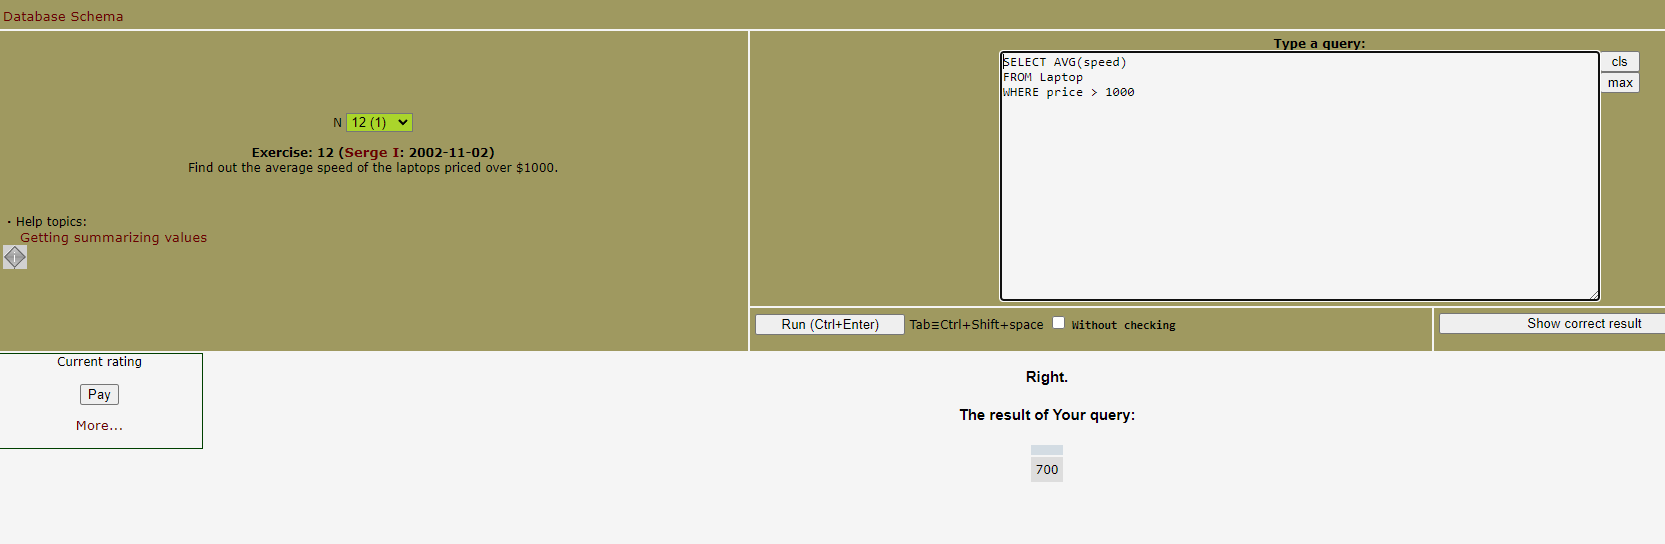 Database Schema
N 12 (1)
Exercise: 12 (Serge I: 2002-11-02)
Find out the average speed of the laptops priced over $1000.
· Help topics:
Getting summarizing values
Type a query:
SELECT AVG(speed)
FROM Laptop
WHERE price > 1000
cls
max
Run (Ctrl+Enter) Tab≡Ctrl+Shift+space Without checking
Show correct result
Current rating
Pay
More...
Right.
The result of Your query:
700